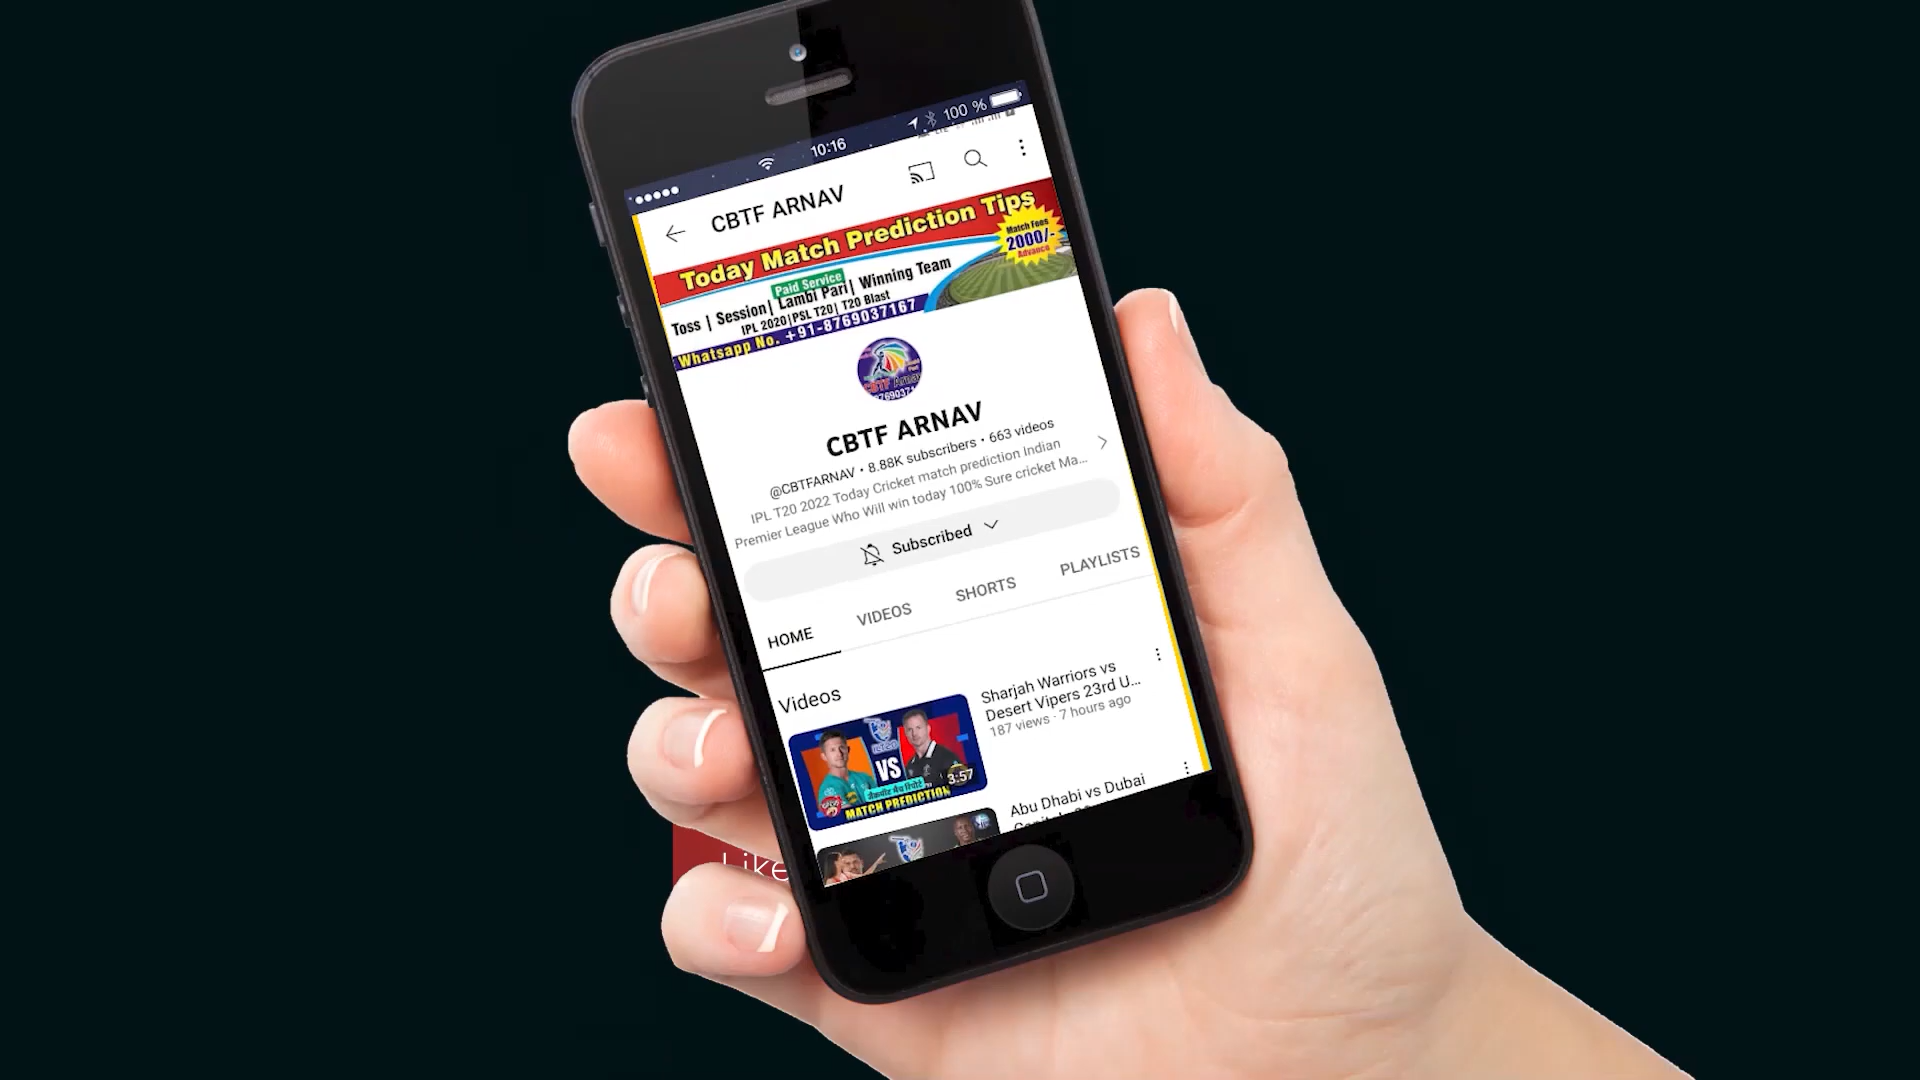 10:16
100 %
CBTF ARNAV
Today Match Prediction Tips
Match Fees
2000/-
Advance
Paid Service
Toss | Session| Lambi Pari| Winning Team
IPL 2020|PSL T20| T20 Blast
Whatsapp No. +91-8769037167
CBTF ARNAV
@CBTFARNAV • 8.88K subscribers • 663 videos
IPL T20 2022 Today Cricket match prediction Indian
Premier League Who Will win today 100% Sure cricket Ma...
Subscribed
HOME
VIDEOS
SHORTS
PLAYLISTS
Videos
Sharjah Warriors vs
Desert Vipers 23rd U...
187 views · 7 hours ago
VS
3:57
जैकपोट मैच रिपोर्ट
MATCH PREDICTION
Abu Dhabi vs Dubai
Like